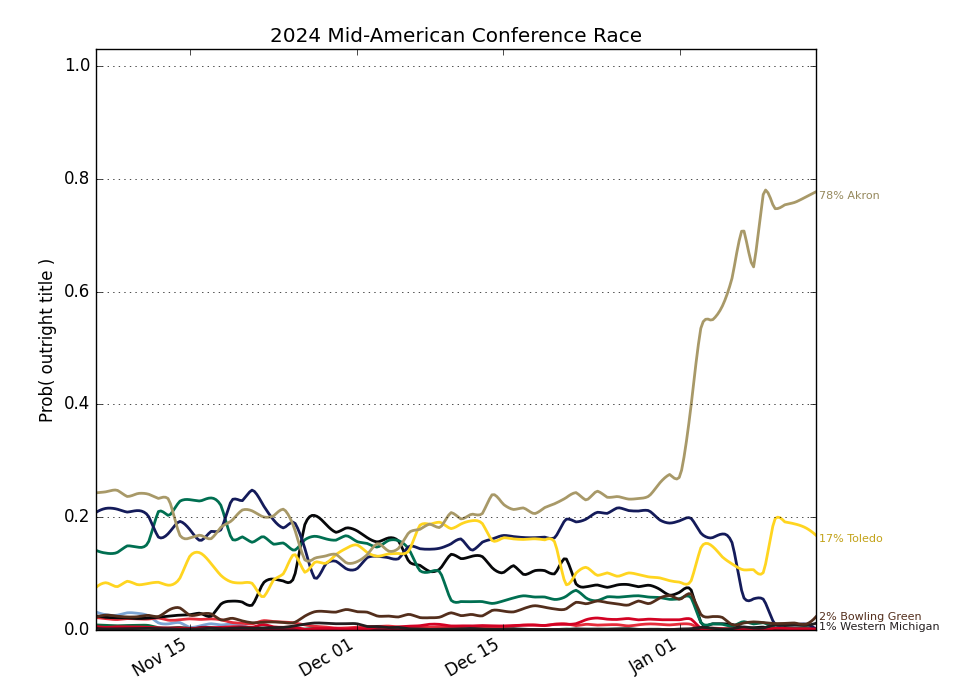 2024 Mid-American Conference Race
Prob( outright title )
1.0
0.8
0.6
0.4
0.2
0.0
Nov 15
Dec 01
Dec 15
Jan 01
78% Akron
17% Toledo
2% Bowling Green
1% Western Michigan